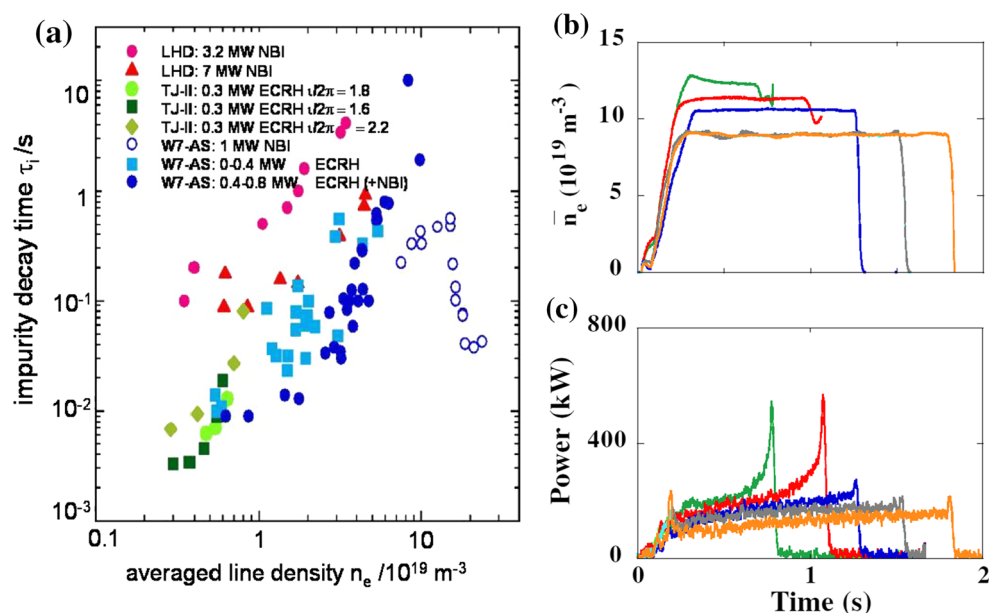 (a)
LHD: 3.2 MW NBI
LHD: 7 MW NBI
TJ-II: 0.3 MW ECRH ι/2π = 1.8
TJ-II: 0.3 MW ECRH ι/2π = 1.6
TJ-II: 0.3 MW ECRH ι/2π = 2.2
W7-AS: 1 MW NBI
W7-AS: 0-0.4 MW ECRH
W7-AS: 0.4-0.8 MW ECRH (+NBI)
impurity decay time τi /s
10
1
10-1
10-2
10-3
0.1
1
10
averaged line density ne /10^19 m-3
(b)
n̄e (10^19 m-3)
15
10
5
0
(c)
Power (kW)
800
400
0
0
1
2
Time (s)